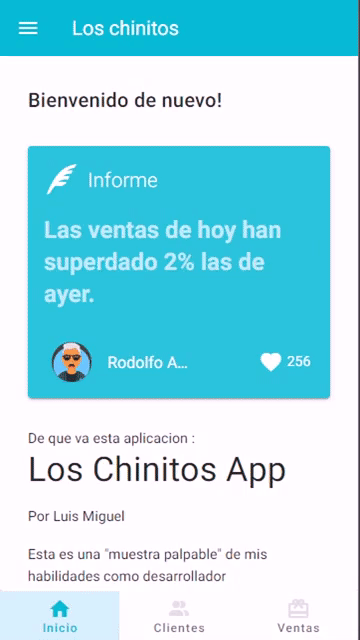 Los chinitos
Bienvenido de nuevo!
Informe
Las ventas de hoy han
superdado 2% las de
ayer.
Rodolfo A...
256
De que va esta aplicacion :
Los Chinitos App
Por Luis Miguel
Esta es una "muestra palpable" de mis
habilidades como desarrollador
Inicio
Clientes
Ventas